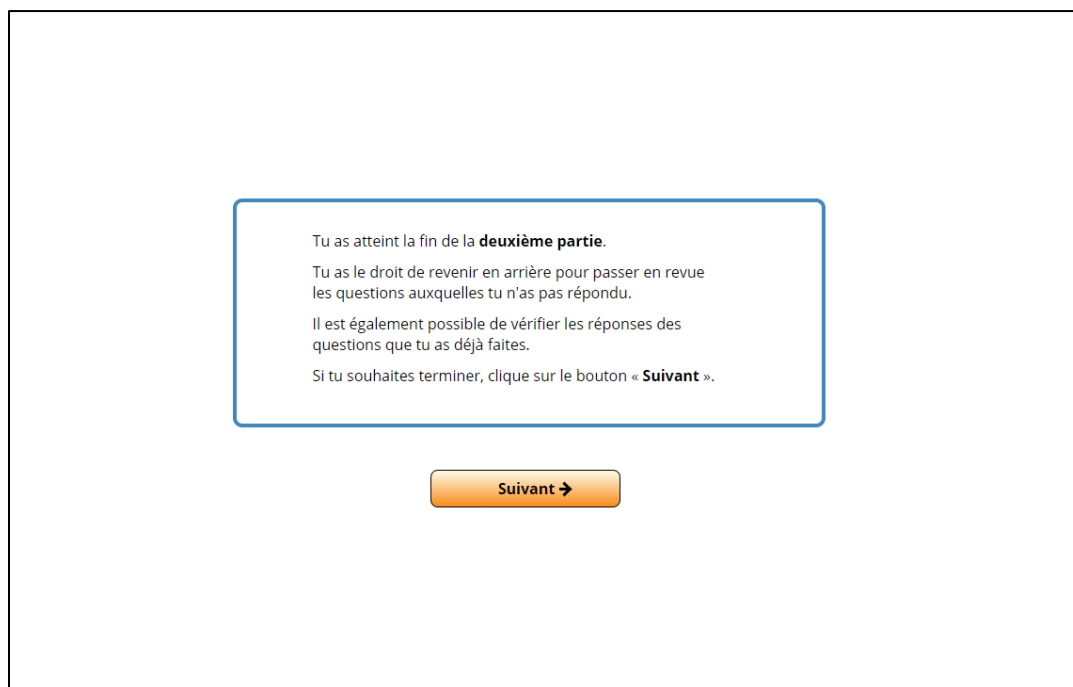 Tu as atteint la fin de la deuxième partie.
Tu as le droit de revenir en arrière pour passer en revue
les questions auxquelles tu n'as pas répondu.
Il est également possible de vérifier les réponses des
questions que tu as déjà faites.
Si tu souhaites terminer, clique sur le bouton « Suivant ».
Suivant →